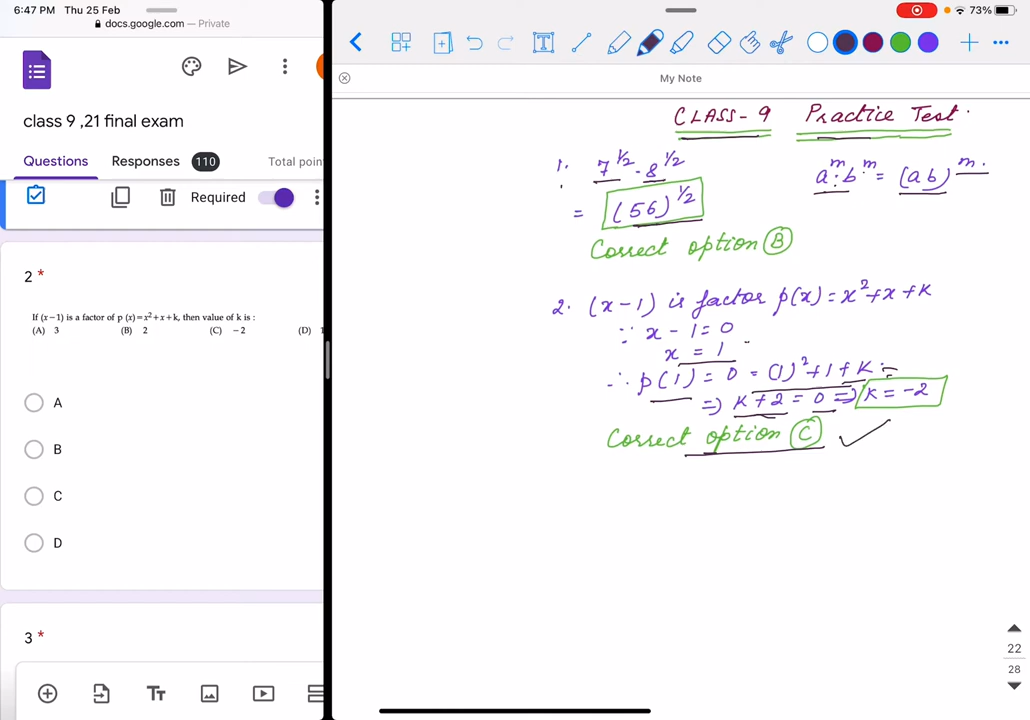 6:47 PM Thu 25 Feb
docs.google.com — Private
73%
class 9 ,21 final exam
Questions Responses 110 Total poin
Required
2 *
If (x−1) is a factor of p (x)=x²+x+k, then value of k is :
(A) 3 (B) 2 (C) −2 (D) 1
A
B
C
D
3 *
Tт
My Note
CLASS-9 Practice Test.
1. 7^1/2 . 8^1/2 a^m . b^m = (ab)^m.
= (56)^1/2
Correct option (B)
2. (x-1) is factor p(x)=x²+x+k
∵ x - 1 = 0
x = 1
∴ p(1) = 0 = (1)²+1+k =
⇒ k+2 = 0 ⇒ k = -2
Correct option (C)
22
28